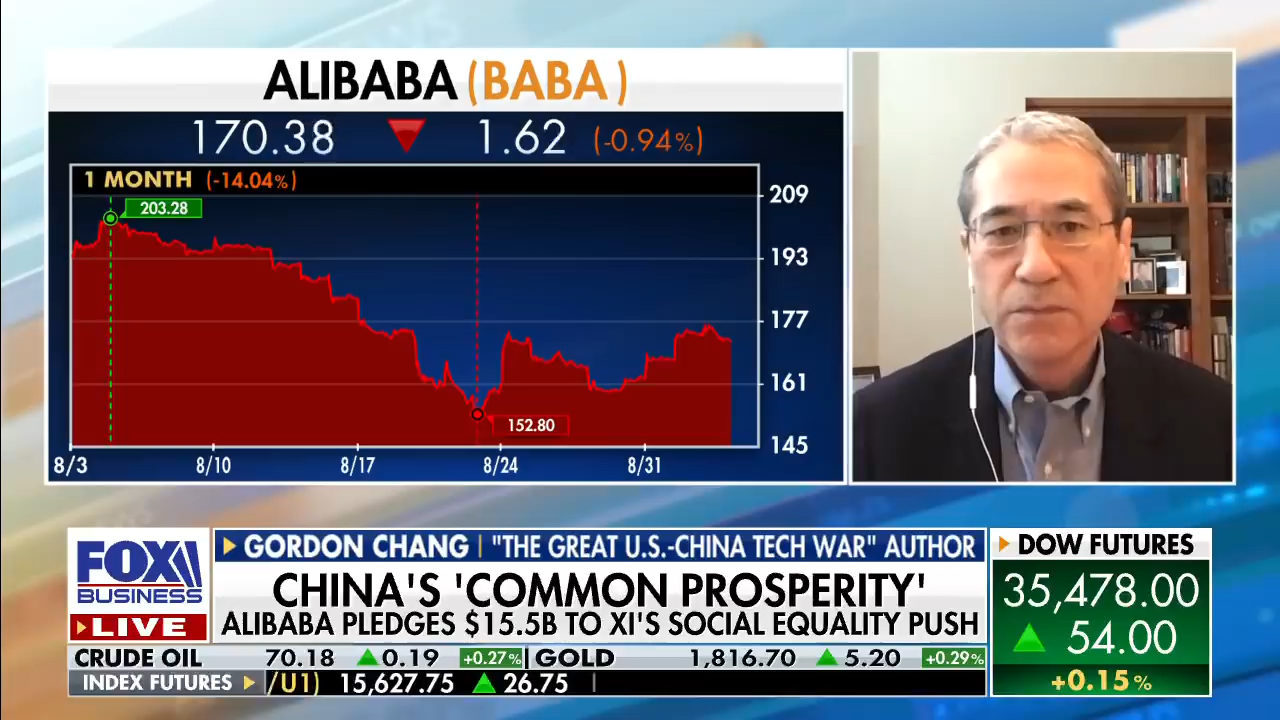 ALIBABA (BABA)
170.38 ▼ 1.62 (-0.94%)
1 MONTH (-14.04%)
203.28
152.80
209
193
177
161
145
8/3 8/10 8/17 8/24 8/31
FOX
BUSINESS
LIVE
GORDON CHANG | "THE GREAT U.S.-CHINA TECH WAR" AUTHOR
CHINA'S 'COMMON PROSPERITY'
ALIBABA PLEDGES $15.5B TO XI'S SOCIAL EQUALITY PUSH
DOW FUTURES
35,478.00
▲ 54.00
+0.15%
CRUDE OIL 70.18 ▲0.19 +0.27% GOLD 1,816.70 ▲ 5.20 +0.29%
INDEX FUTURES /U1) 15,627.75 ▲ 26.75